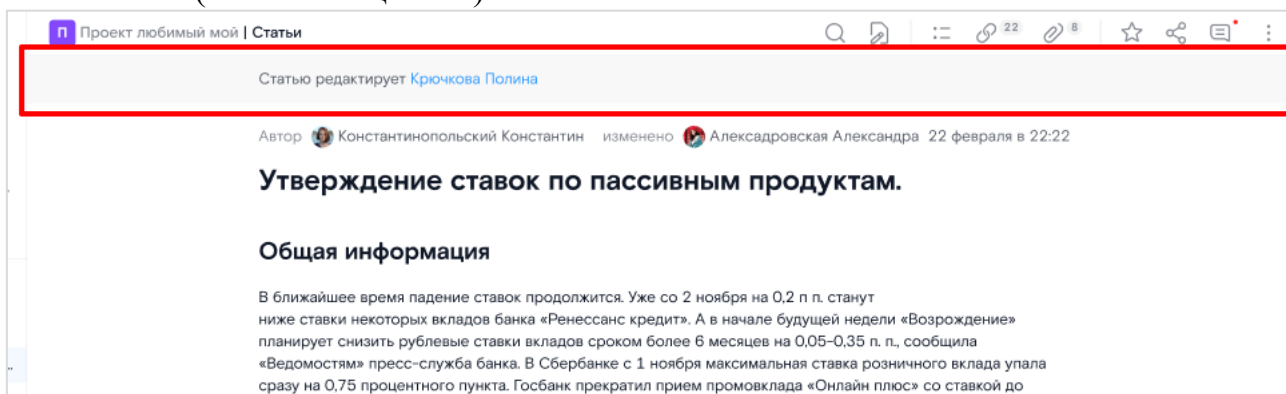 П Проект любимый мой | Статьи 22 8
Статью редактирует Крючкова Полина
Автор Константинопольский Константин изменено Алексадровская Александра 22 февраля в 22:22
Утверждение ставок по пассивным продуктам.
Общая информация
В ближайшее время падение ставок продолжится. Уже со 2 ноября на 0,2 п п. станут
ниже ставки некоторых вкладов банка «Ренессанс кредит». А в начале будущей недели «Возрождение»
планирует снизить рублевые ставки вкладов сроком более 6 месяцев на 0,05-0,35 п. п., сообщила
«Ведомостям» пресс-служба банка. В Сбербанке с 1 ноября максимальная ставка розничного вклада упала
сразу на 0,75 процентного пункта. Госбанк прекратил прием промовклада «Онлайн плюс» со ставкой до